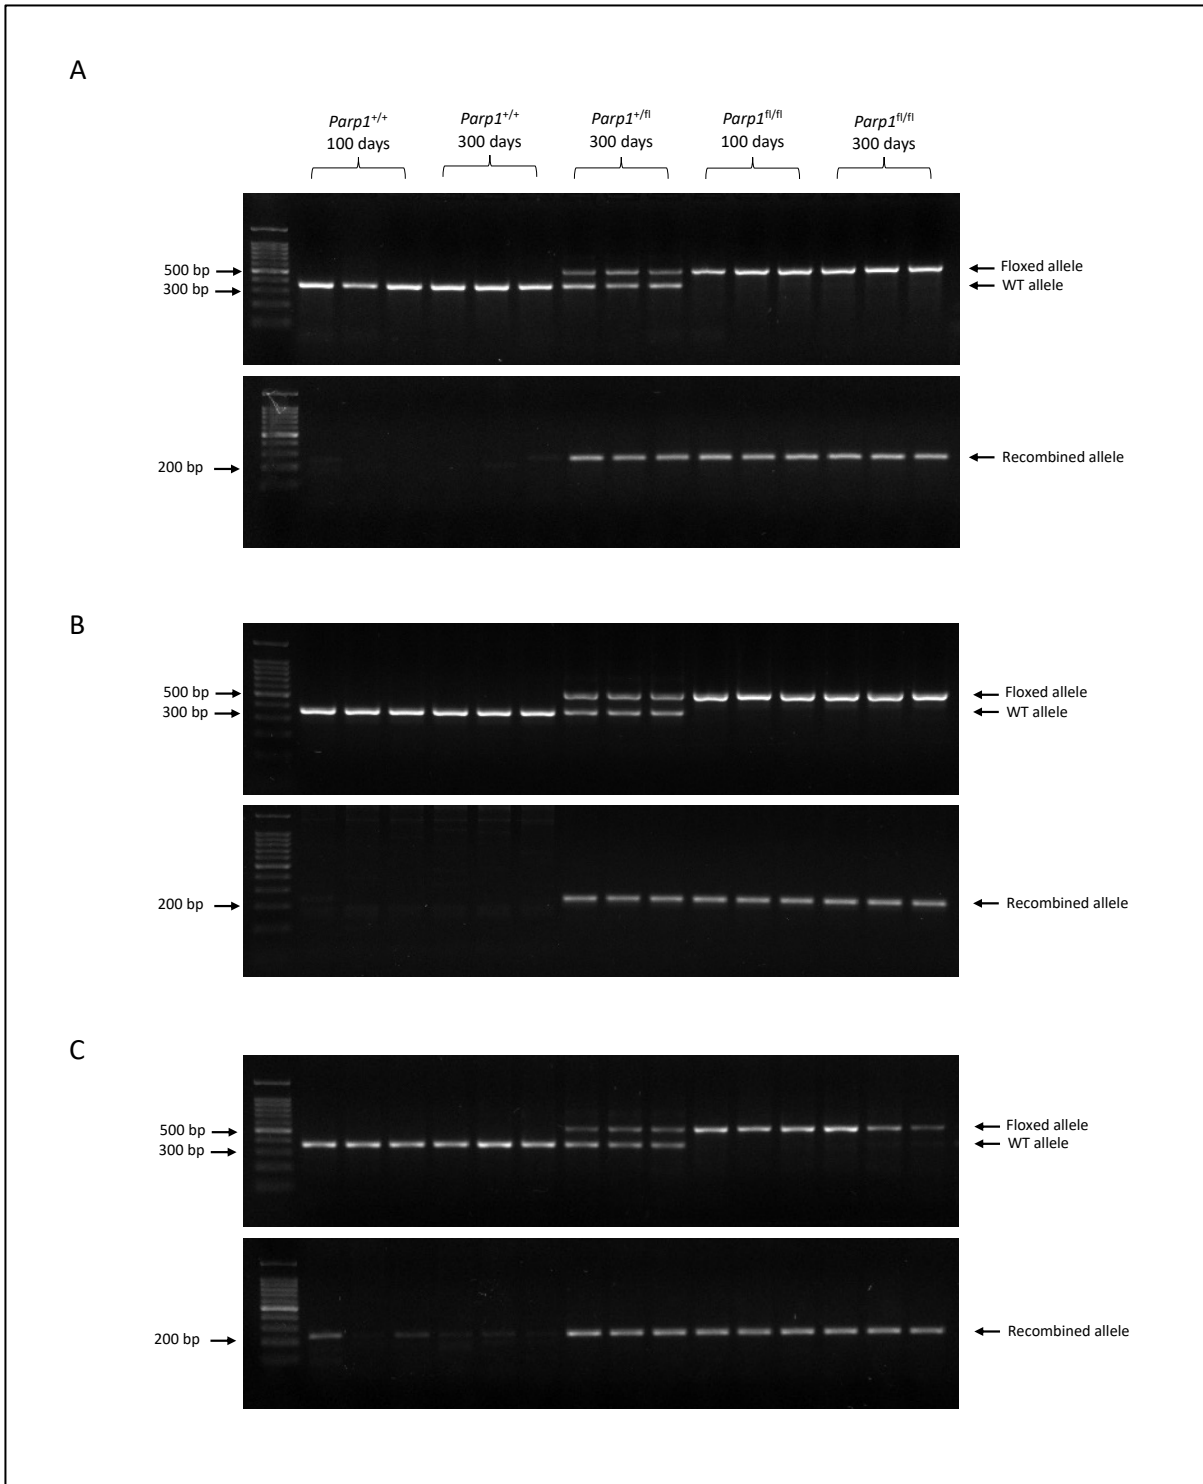 A
Parp1+/+ Parp1+/+ Parp1+/fl Parp1fl/fl Parp1fl/fl
100 days 300 days 300 days 100 days 300 days
500 bp Floxed allele
300 bp WT allele
200 bp Recombined allele
B
500 bp Floxed allele
300 bp WT allele
200 bp Recombined allele
C
500 bp Floxed allele
300 bp WT allele
200 bp Recombined allele